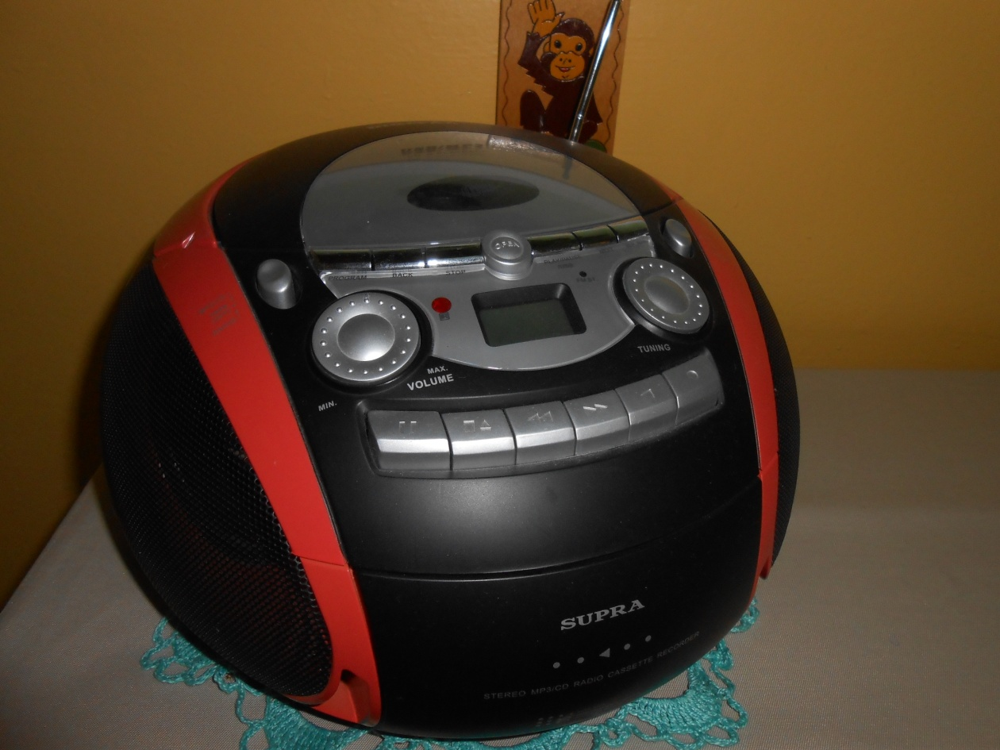 OPEN
PROGRAM BACK STOP
TUNING
MAX.
VOLUME
MIN.
SUPRA
STEREO MP3/CD RADIO CASSETTE RECORDER